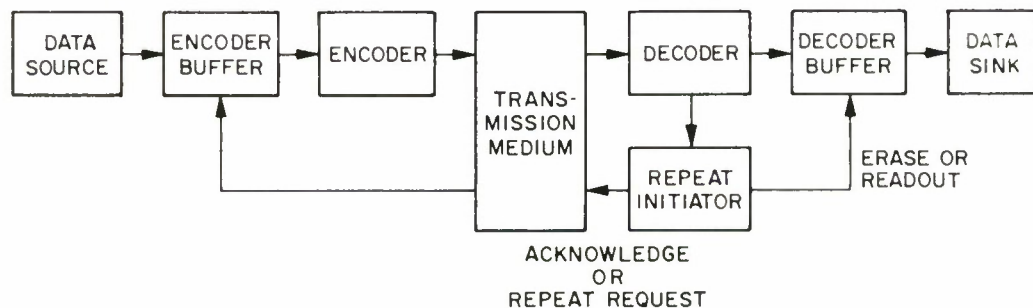 DATA
SOURCE
ENCODER
BUFFER
ENCODER
TRANS-
MISSION
MEDIUM
DECODER
DECODER
BUFFER
DATA
SINK
REPEAT
INITIATOR
ERASE OR
READOUT
ACKNOWLEDGE
OR
REPEAT REQUEST